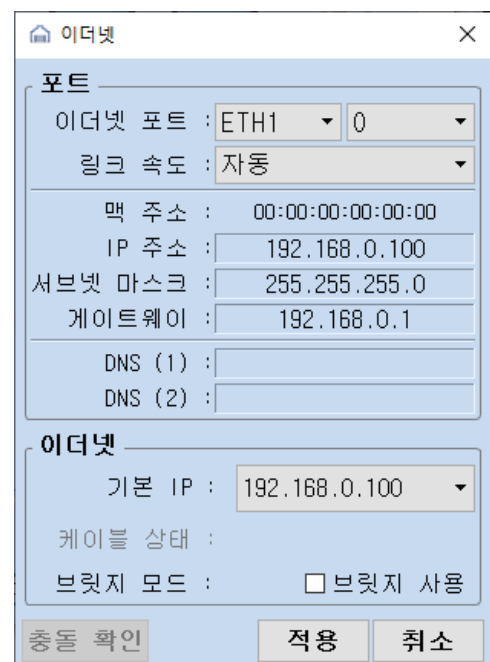 이더넷
포트
이더넷 포트 : ETH1 0
링크 속도 : 자동
맥 주소 : 00:00:00:00:00:00
IP 주소 : 192.168.0.100
서브넷 마스크 : 255.255.255.0
게이트웨이 : 192.168.0.1
DNS (1) :
DNS (2) :
이더넷
기본 IP : 192.168.0.100
케이블 상태 :
브릿지 모드 : 브릿지 사용
충돌 확인 적용 취소